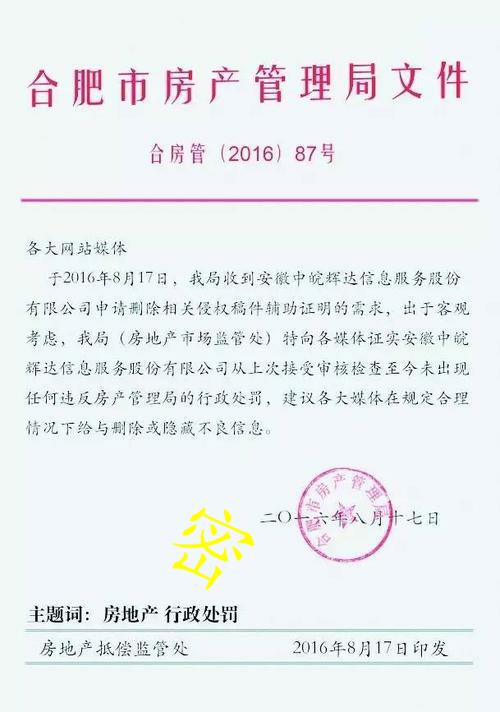 合肥市房产管理局文件
合房管（2016）87号
各大网站媒体
于2016年8月17日，我局收到安徽中皖辉达信息服务股份
有限公司申请删除相关侵权稿件辅助证明的需求，出于客观
考虑，我局（房地产市场监管处）特向各媒体证实安徽中皖
辉达信息服务股份有限公司从上次接受审核检查至今未出现
任何违反房产管理局的行政处罚，建议各大媒体在规定合理
情况下给与删除或隐藏不良信息。
合肥市房产管理局
二〇一六年八月十七日
密
主题词：房地产 行政处罚
房地产抵偿监管处 2016年8月17日印发